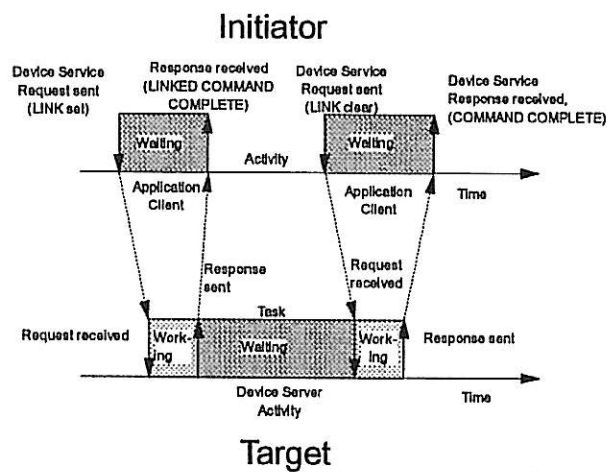 Initiator
Device Service
Request sent
(LINK set)
Response received
(LINKED COMMAND
COMPLETE)
Device Service
Request sent
(LINK clear)
Device Service
Response received,
(COMMAND COMPLETE)
Waiting
Waiting
Activity
Application
Client
Application
Client
Time
Response
sent
Request
received
Task
Request received
Work-
ing
Waiting
Work-
ing
Response sent
Device Server
Activity
Time
Target